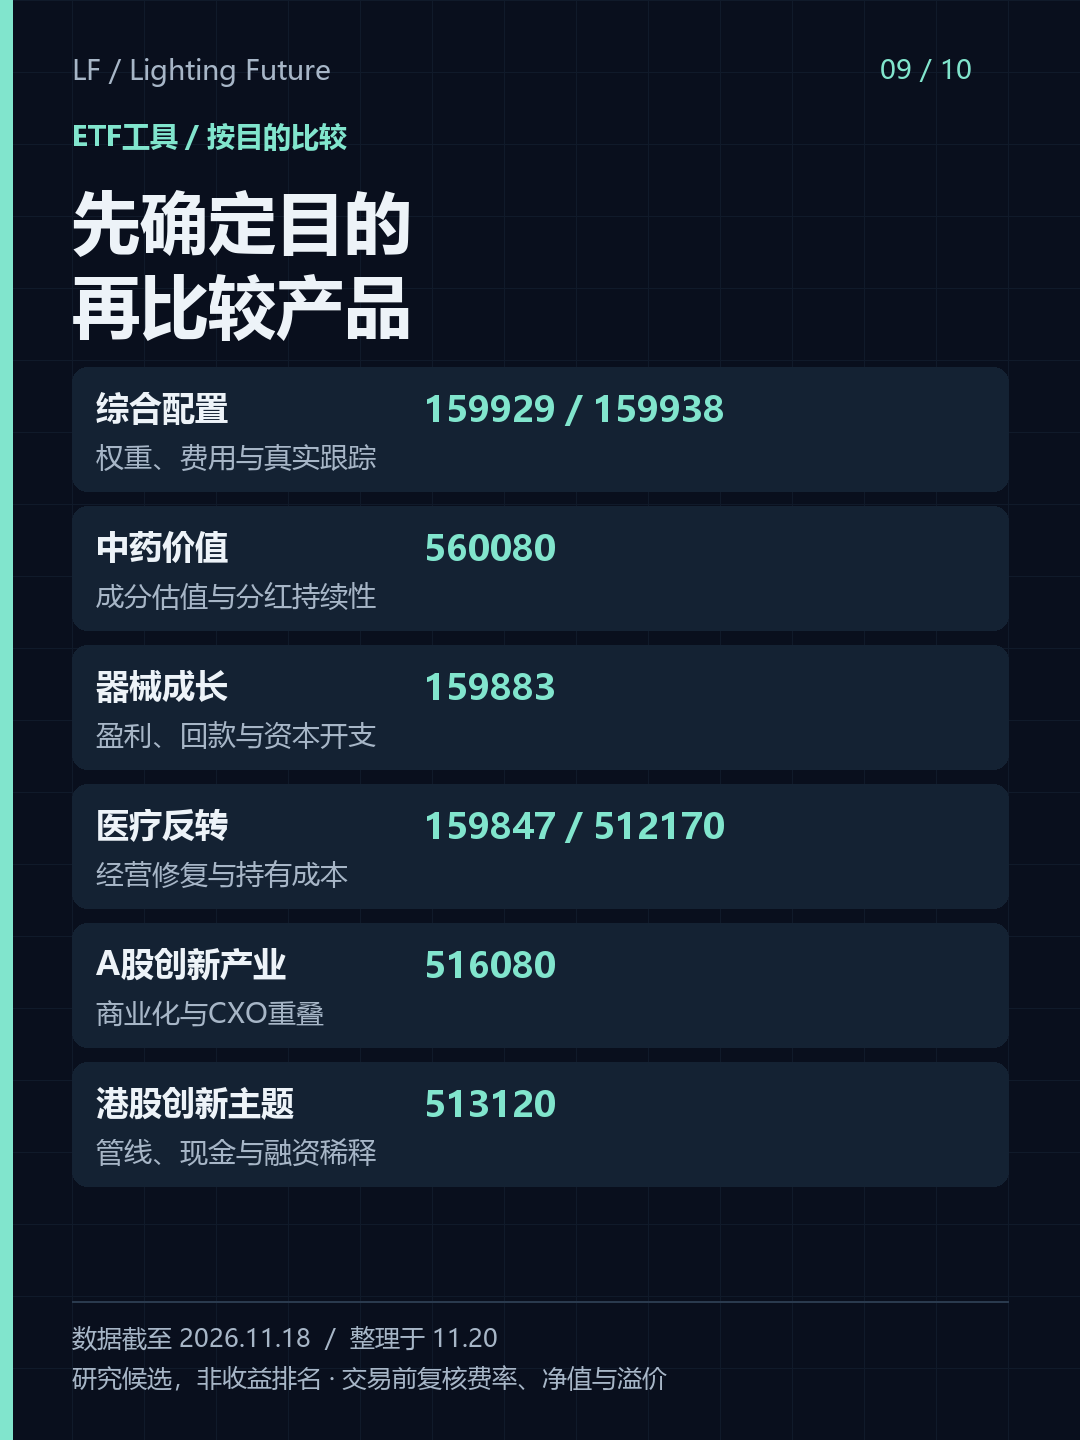 LF / Lighting Future
09 / 10
ETF工具 / 按目的比较
先确定目的
再比较产品
综合配置
159929 / 159938
权重、费用与真实跟踪
中药价值
560080
成分估值与分红持续性
器械成长
159883
盈利、回款与资本开支
医疗反转
159847 / 512170
经营修复与持有成本
A股创新产业
516080
商业化与CXO重叠
港股创新主题
513120
管线、现金与融资稀释
数据截至 2026.11.18 / 整理于 11.20
研究候选，非收益排名 · 交易前复核费率、净值与溢价